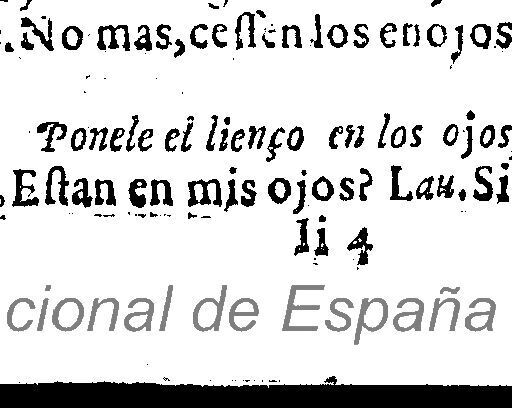 .No mas, ceſſen los enojos
Ponele el lienço en los ojos
Eſtan en mis ojos? Lau. Si
Ii 4
cional de España